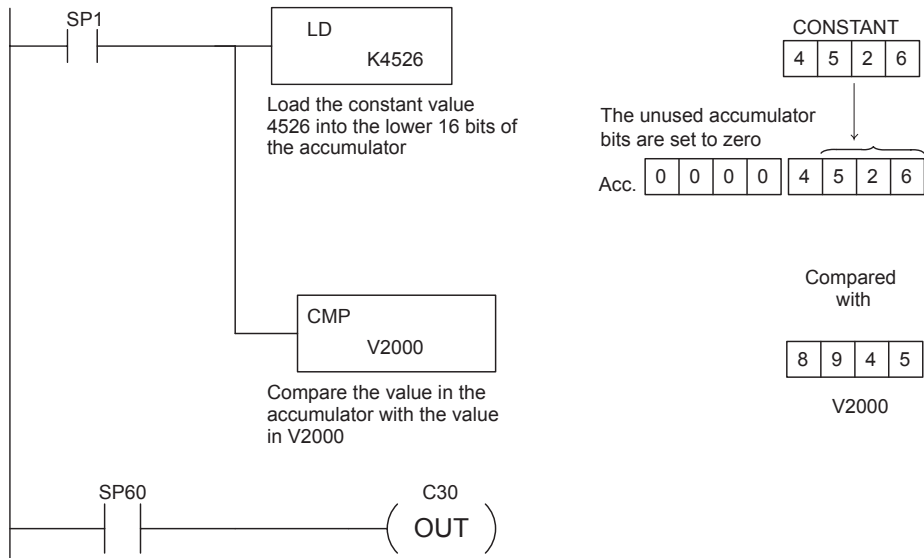 SP1
LD
K4526
Load the constant value
4526 into the lower 16 bits of
the accumulator
CONSTANT
4 5 2 6
The unused accumulator
bits are set to zero
Acc. 0 0 0 0 4 5 2 6
CMP
V2000
Compare the value in the
accumulator with the value
in V2000
Compared
with
8 9 4 5
V2000
SP60
C30
OUT